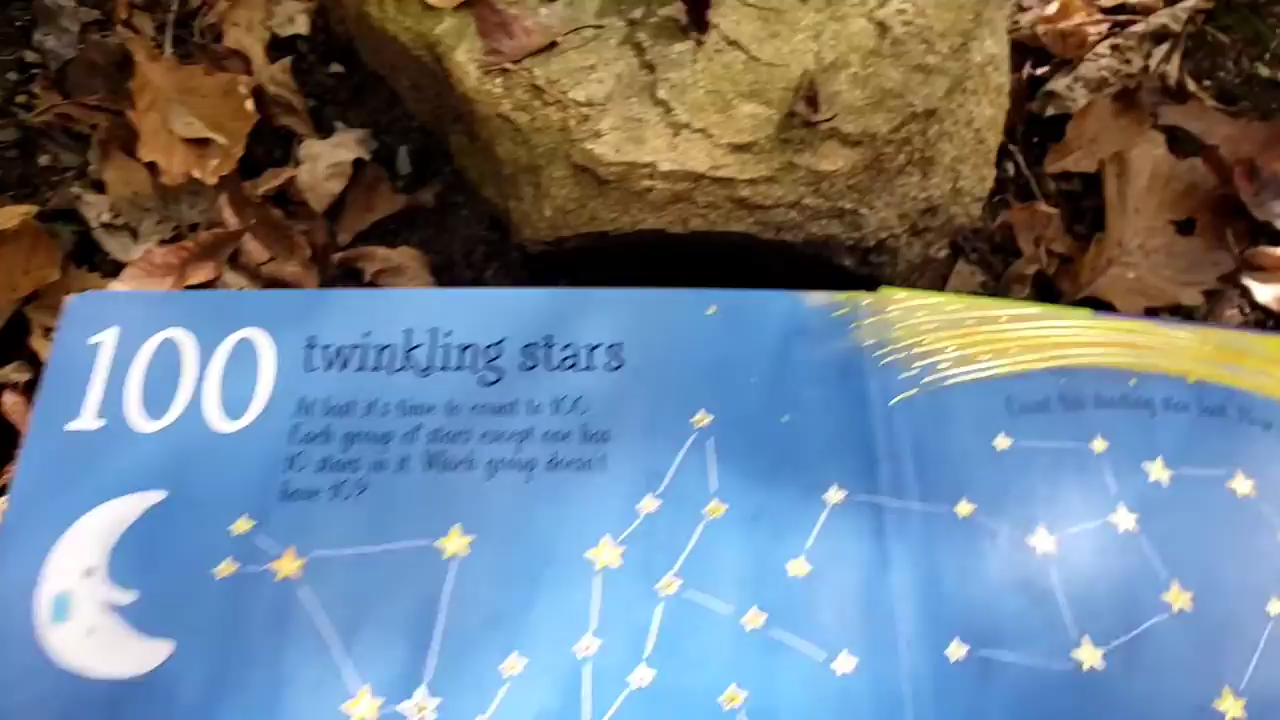 100 twinkling stars
At last it's time to count to 100.
Each group of stars except one has
10 stars in it. Which group doesn't
have 10?